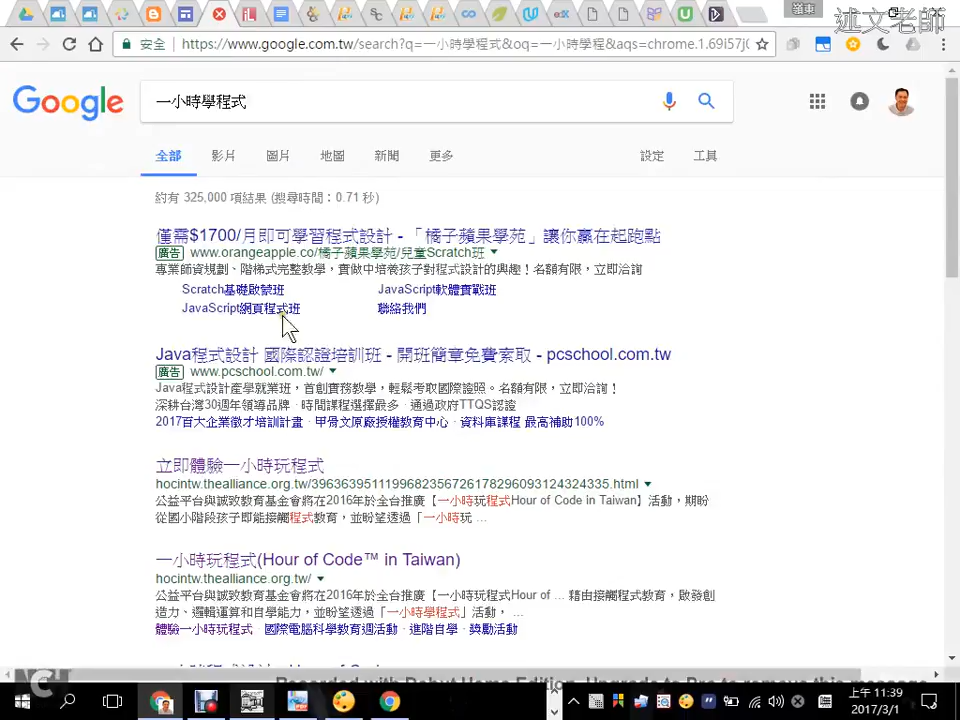 述文老師
安全 https://www.google.com.tw/search?q=一小時學程式&oq=一小時學程&aqs=chrome.1.69i57j0
Google
一小時學程式
全部 影片 圖片 地圖 新聞 更多 設定 工具
約有 325,000 項結果 (搜尋時間：0.71 秒)
僅需$1700/月即可學習程式設計 - 「橘子蘋果學苑」讓你贏在起跑點
廣告 www.orangeapple.co/橘子蘋果學苑/兒童Scratch班
專業師資規劃、階梯式完整教學，實做中培養孩子對程式設計的興趣！名額有限，立即洽詢
Scratch基礎啟禁班 JavaScript軟體實戰班
JavaScript網頁程式班 聯絡我們
Java程式設計 國際認證培訓班 - 開班簡章免費索取 - pcschool.com.tw
廣告 www.pcschool.com.tw/
Java程式設計產學就業班，首創實務教學，輕鬆考取國際證照。名額有限，立即洽詢！
深耕台灣30週年領導品牌 · 時間課程選擇最多 · 通過政府TTQS認證
2017百大企業徵才培訓計畫 · 甲骨文原廠授權教育中心 · 資料庫課程 最高補助100%
立即體驗一小時玩程式
hocintw.thealliance.org.tw/396363951119968235672617829609312432​4335.html
公益平台與誠致教育基金會將在2016年於全台推廣【一小時玩程式Hour of Code in Taiwan】活動，期盼
從國小階段孩子即能接觸程式教育，並盼望透過「一小時玩 ...
一小時玩程式(Hour of Code™ in Taiwan)
hocintw.thealliance.org.tw/
公益平台與誠致教育基金會將在2016年於全台推廣【一小時玩程式Hour of ... 藉由接觸程式教育，啟發創
造力、邏輯運算和自學能力，並盼望透過「一小時學程式」活動， ...
體驗一小時玩程式 · 國際電腦科學教育週活動 · 進階自學 · 獎勵活動
上午 11:39
2017/3/1